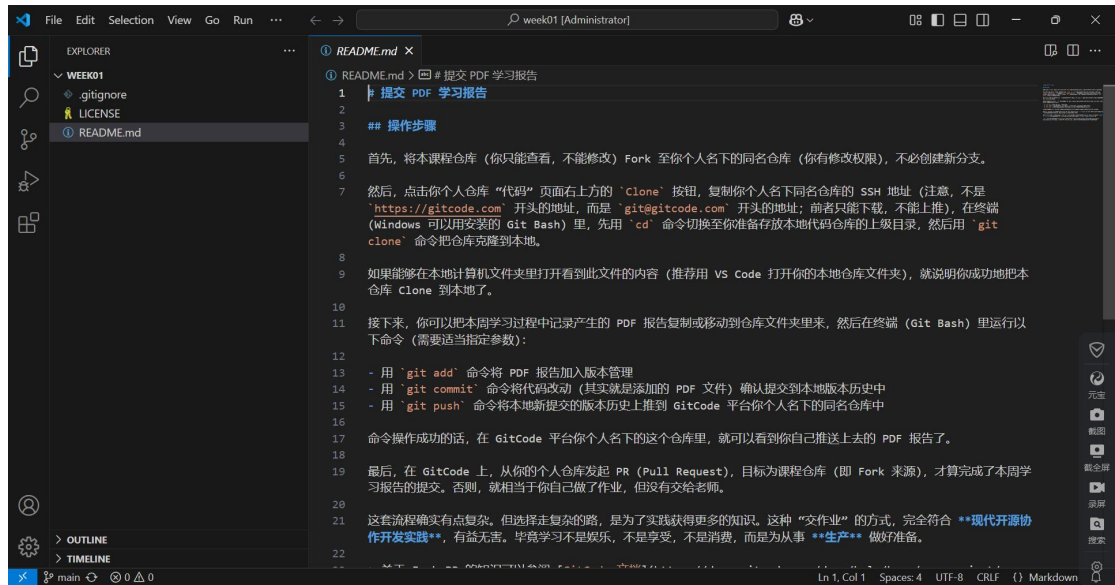 File Edit Selection View Go Run ··· week01 [Administrator]
EXPLORER ···
WEEK01
.gitignore
LICENSE
README.md
README.md
README.md > # 提交 PDF 学习报告
1 # 提交 PDF 学习报告
2
3 ## 操作步骤
4
5 首先，将本课程仓库 (你只能查看，不能修改) Fork 至你个人名下的同名仓库 (你有修改权限)，不必创建新分支。
6
7 然后，点击你个人仓库 “代码” 页面右上方的 `Clone` 按钮，复制你个人名下同名仓库的 SSH 地址 (注意，不是
`https://gitcode.com` 开头的地址，而是 `git@gitcode.com` 开头的地址；前者只能下载，不能上推)，在终端
(Windows 可以用安装的 Git Bash) 里，先用 `cd` 命令切换至你准备存放本地代码仓库的上级目录，然后用 `git
clone` 命令把仓库克隆到本地。
8
9 如果能够在本地计算机文件夹里打开看到此文件的内容 (推荐用 VS Code 打开你的本地仓库文件夹)，就说明你成功地把本
仓库 Clone 到本地了。
10
11 接下来，你可以把本周学习过程中记录产生的 PDF 报告复制或移动到仓库文件夹里来，然后在终端 (Git Bash) 里运行以
下命令 (需要适当指定参数)：
12
13 - 用 `git add` 命令将 PDF 报告加入版本管理
14 - 用 `git commit` 命令将代码改动 (其实就是添加的 PDF 文件) 确认提交到本地版本历史中
15 - 用 `git push` 命令将本地新提交的版本历史上推到 GitCode 平台你个人名下的同名仓库中
16
17 命令操作成功的话，在 GitCode 平台你个人名下的这个仓库里，就可以看到你自己推送上去的 PDF 报告了。
18
19 最后，在 GitCode 上，从你的个人仓库发起 PR (Pull Request)，目标为课程仓库 (即 Fork 来源)，才算完成了本周学
习报告的提交。否则，就相当于你自己做了作业，但没有交给老师。
20
21 这套流程确实有点复杂。但选择走复杂的路，是为了实践获得更多的知识。这种 “交作业” 的方式，完全符合 **现代开源协
作开发实践**，有益无害。毕竟学习不是娱乐，不是享受，不是消费，而是为从事 **生产** 做好准备。
22
元宝
截图
截全屏
录屏
搜索
OUTLINE
TIMELINE
main 0 0 Ln 1, Col 1 Spaces: 4 UTF-8 CRLF {} Markdown